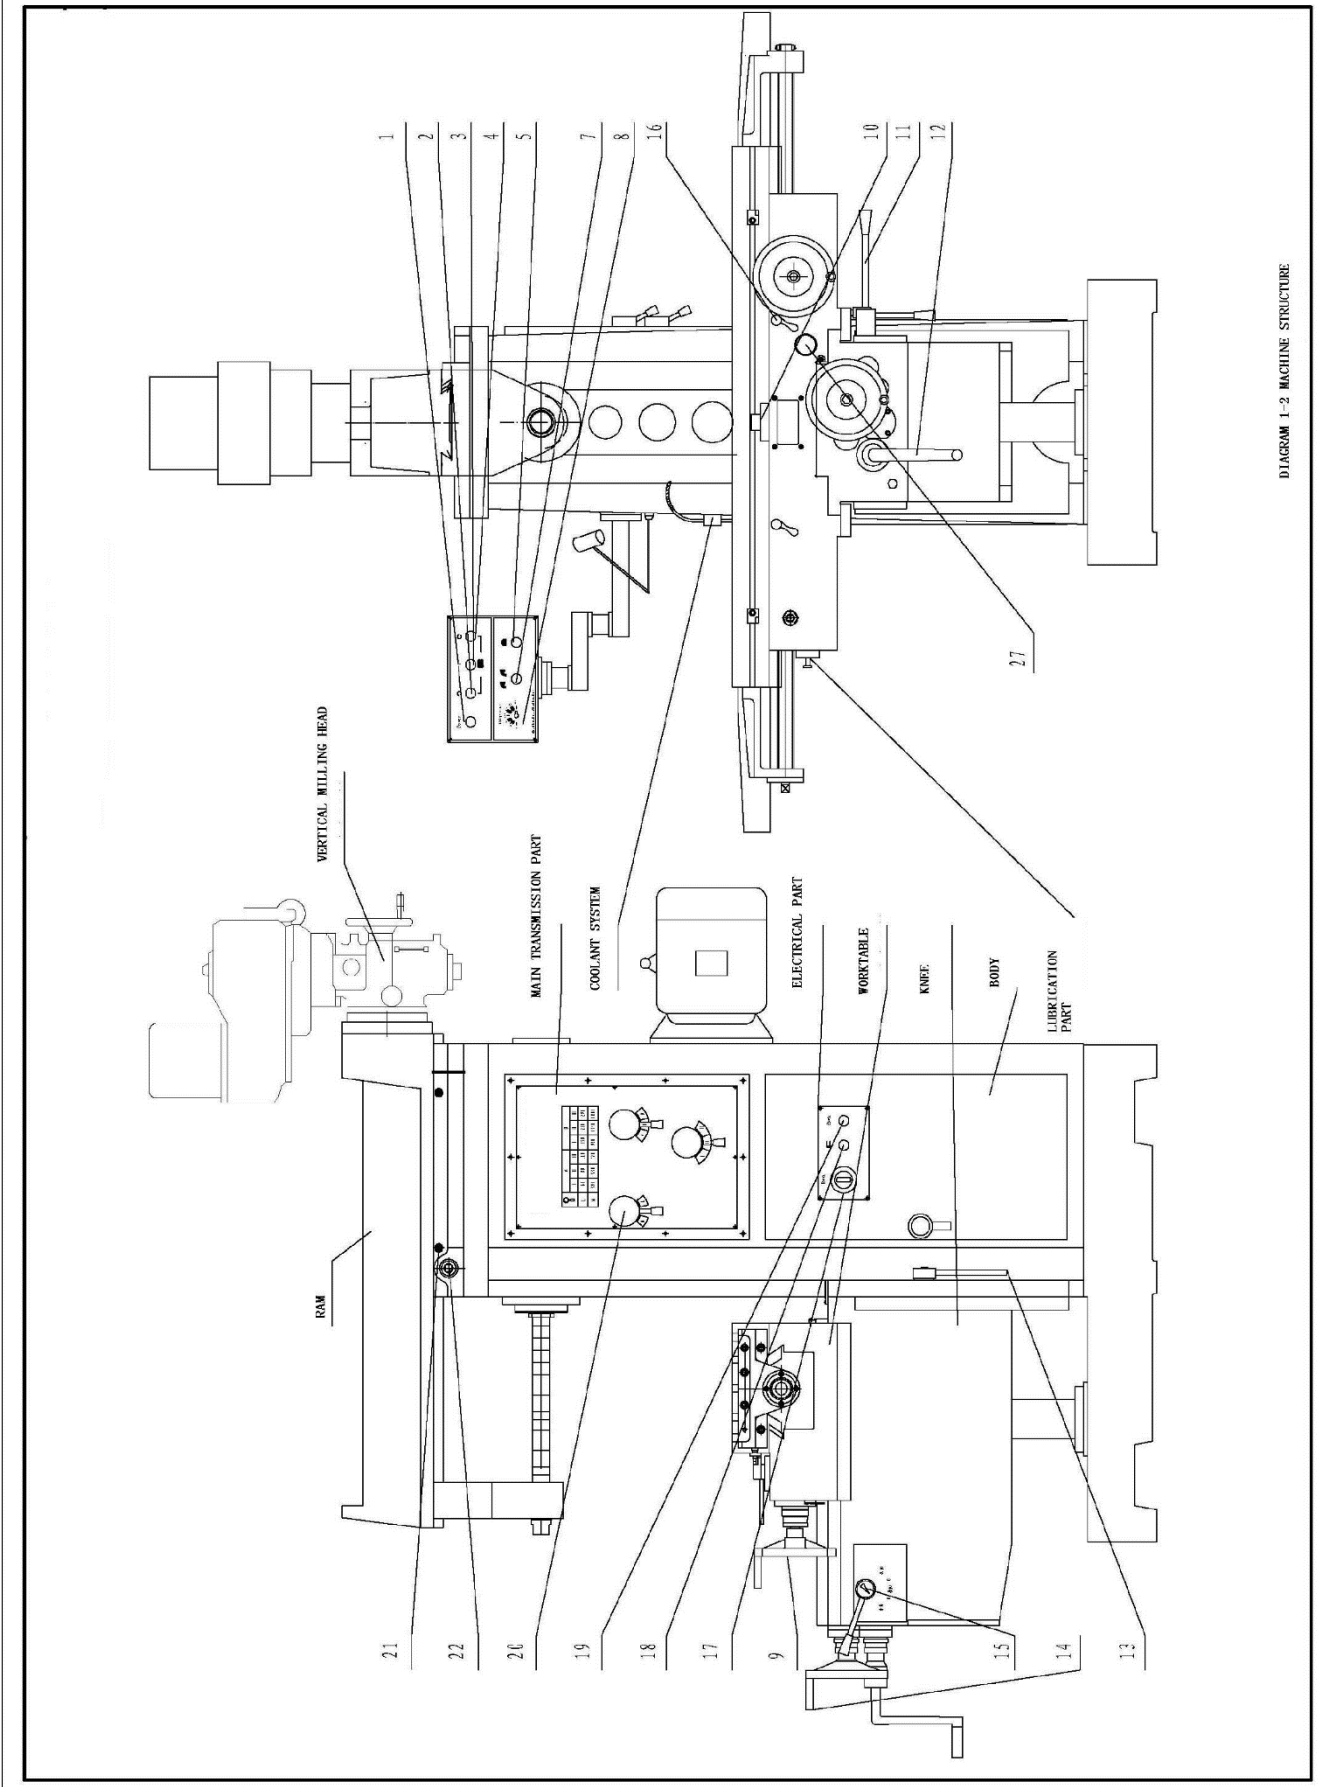 1
2
3
4
5
7
8
16
10
11
12
27
VERTICAL MILLING HEAD
MAIN TRANSMISSION PART
COOLANT SYSTEM
ELECTRICAL PART
WORKTABLE
KNEE
BODY
LUBRICATION
PART
RAM
21
22
20
19
18
17
9
15
14
13
DIAGRAM 1-2 MACHINE STRUCTURE